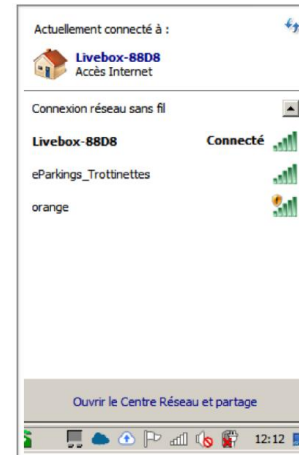 Actuellement connecté à :
Livebox-88D8
Accès Internet
Connexion réseau sans fil
Livebox-88D8 Connecté
eParkings_Trottinettes
orange
Ouvrir le Centre Réseau et partage
12:12